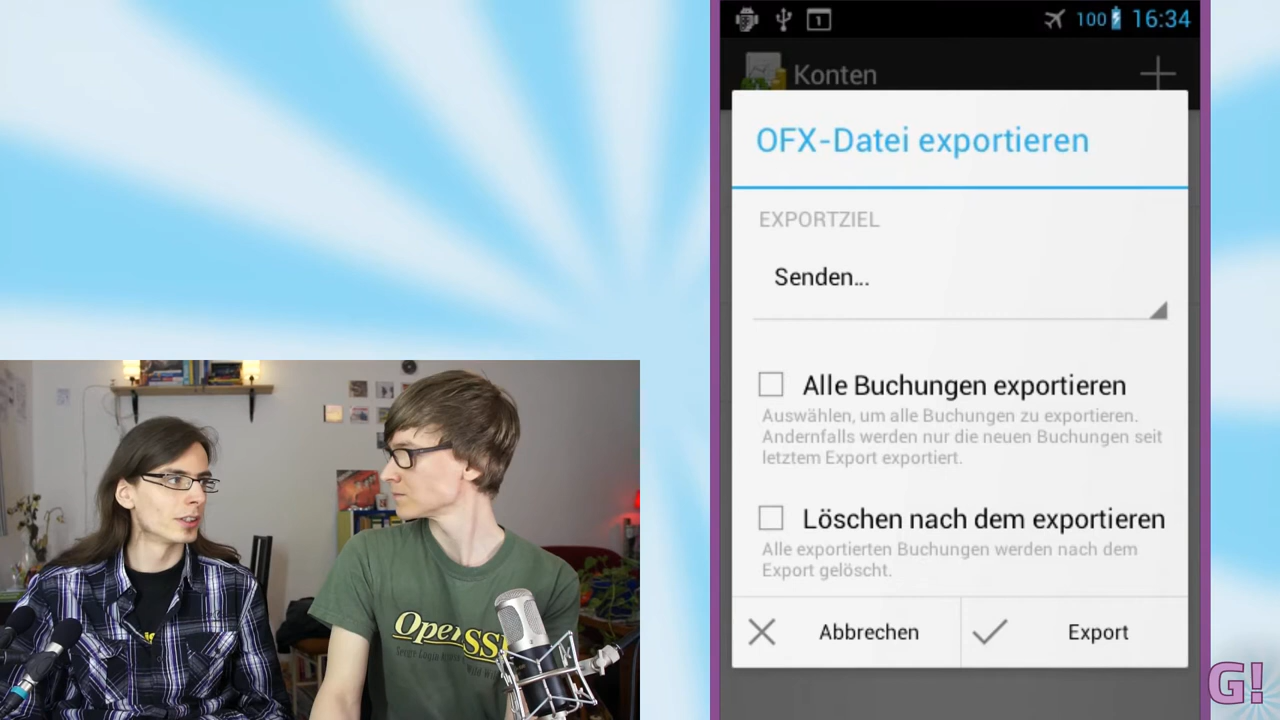 1
100
16:34
Konten
OFX-Datei exportieren
EXPORTZIEL
Senden...
Alle Buchungen exportieren
Auswählen, um alle Buchungen zu exportieren.
Andernfalls werden nur die neuen Buchungen seit
letztem Export exportiert.
Löschen nach dem exportieren
Alle exportierten Buchungen werden nach dem
Export gelöscht.
Abbrechen
Export
G!